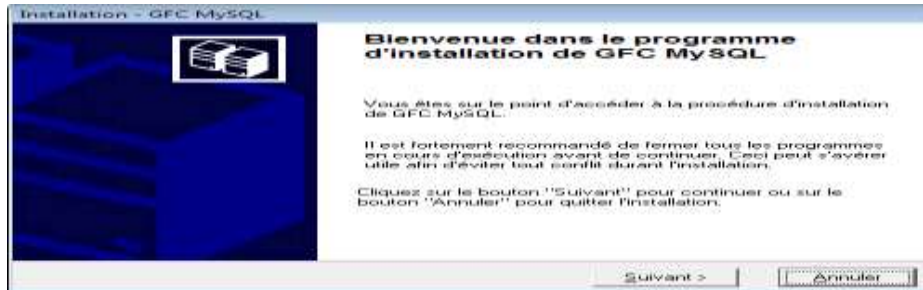 Installation - GFC MySQL
Bienvenue dans le programme
d'installation de GFC MySQL
Vous êtes sur le point d'accéder à la procédure d'installation
de GFC MySQL.
Il est fortement recommandé de fermer tous les programmes
en cours d'exécution avant de continuer. Ceci peut s'avérer
utile afin d'éviter tout conflit durant l'installation.
Cliquez sur le bouton "Suivant" pour continuer ou sur le
bouton "Annuler" pour quitter l'installation.
Suivant >
Annuler